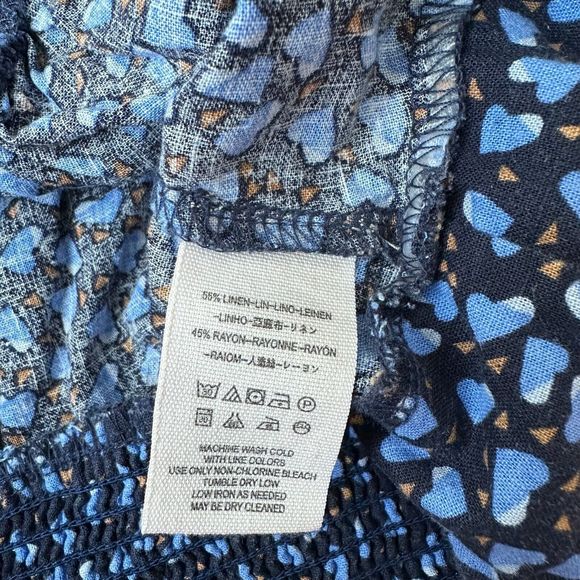 55% LINEN-LIN-LINO-LEINEN
-LINHO-亞麻布-リネン
45% RAYON-RAYONNE-RAYÓN
-RAIOM-人造絲-レーヨン
MACHINE WASH COLD
WITH LIKE COLORS
USE ONLY NON-CHLORINE BLEACH
TUMBLE DRY LOW
LOW IRON AS NEEDED
MAY BE DRY CLEANED